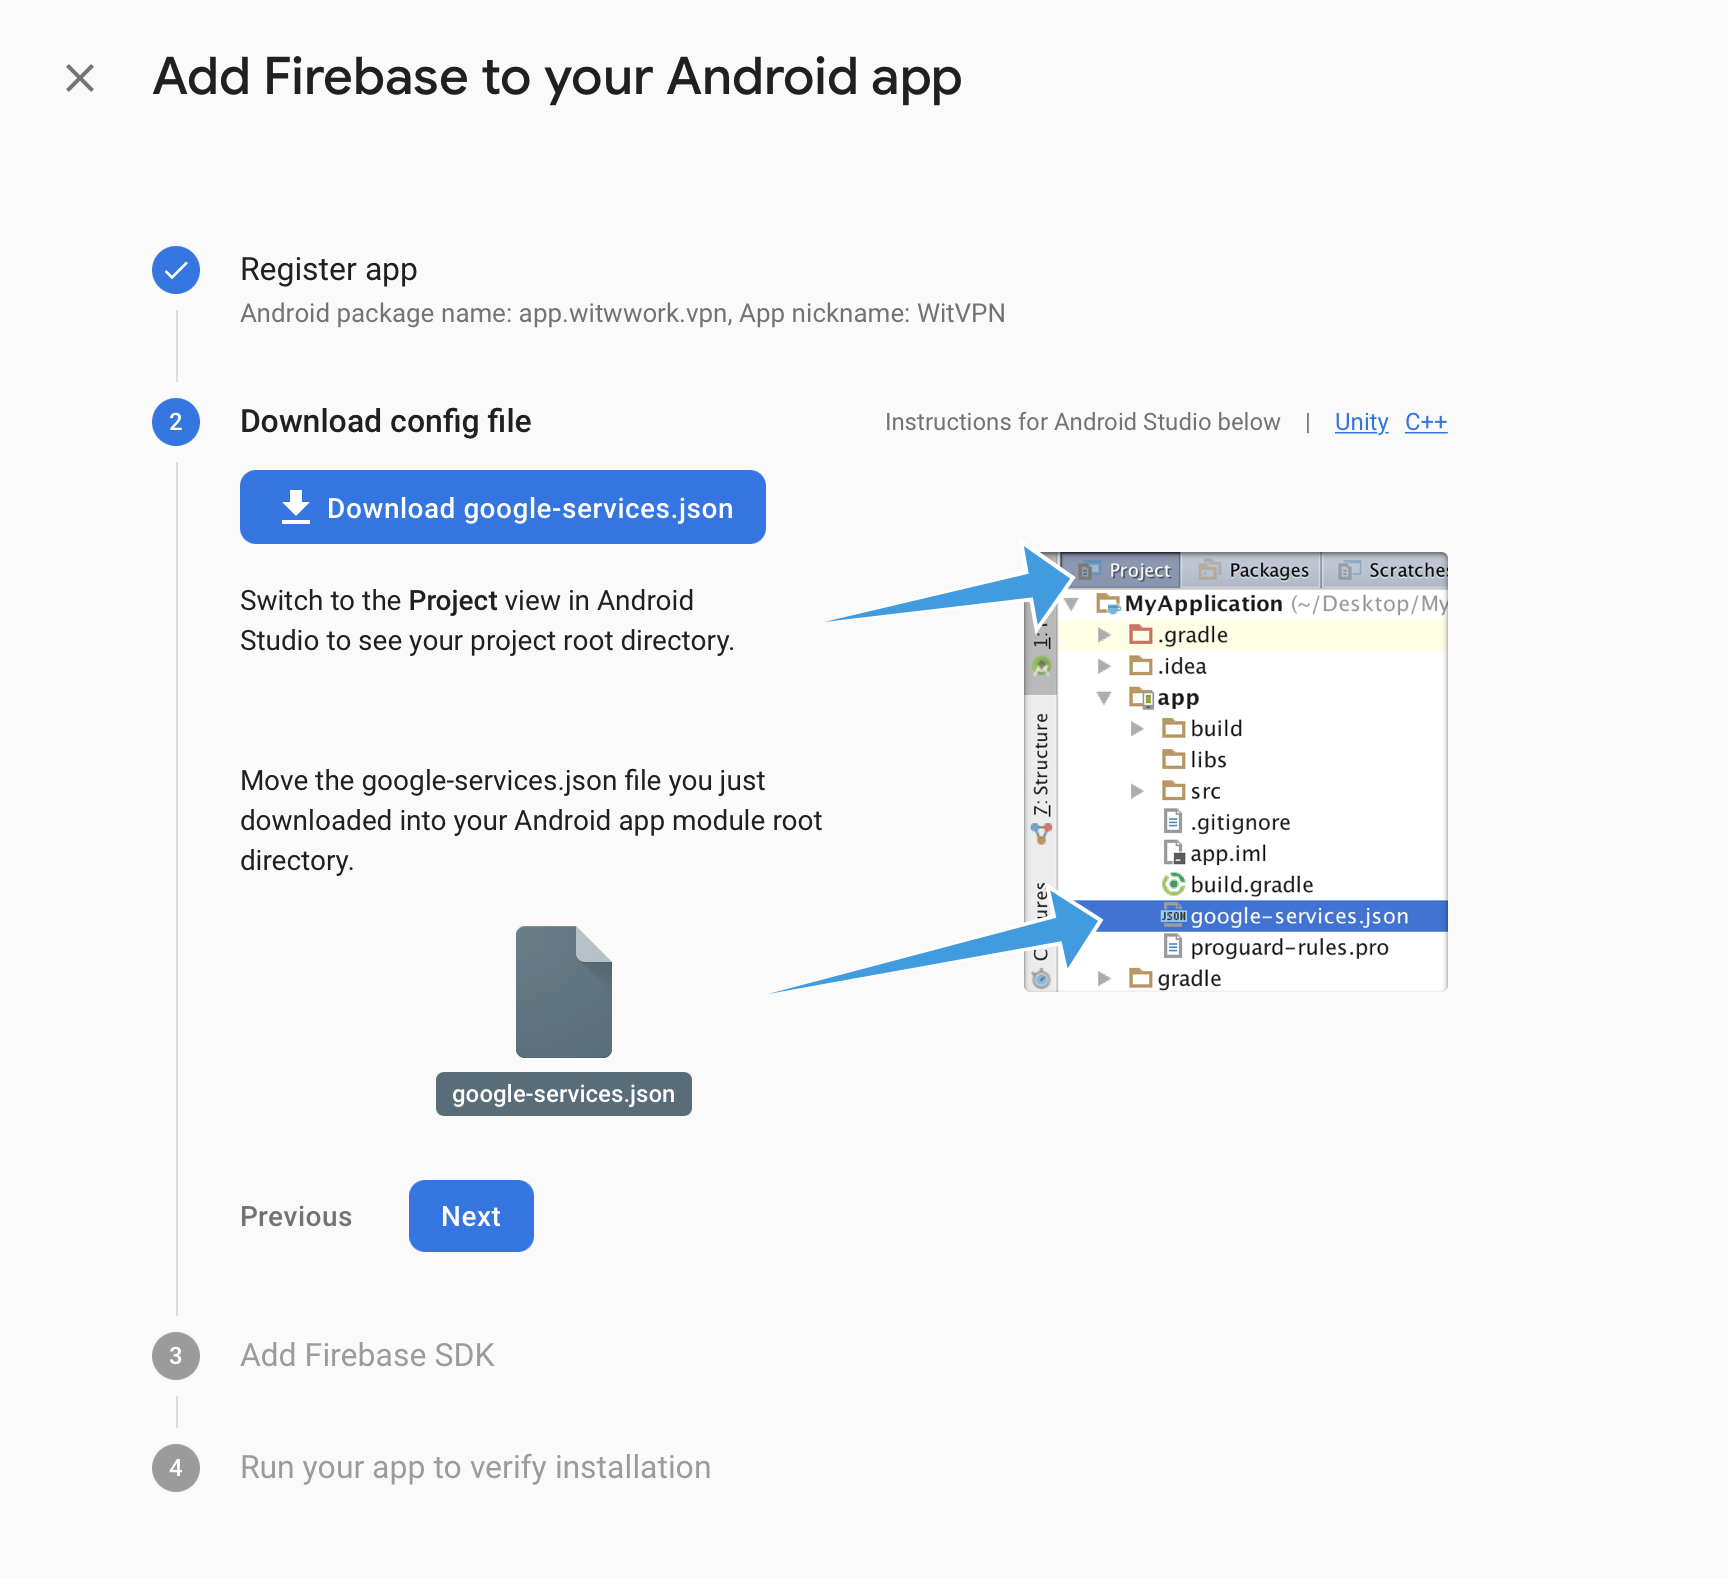 Add Firebase to your Android app
Register app
Android package name: app.witwwork.vpn, App nickname: WitVPN
2
Download config file
Instructions for Android Studio below | Unity C++
Download google-services.json
Switch to the Project view in Android
Studio to see your project root directory.
Move the google-services.json file you just
downloaded into your Android app module root
directory.
google-services.json
Project Packages Scratches
MyApplication (~/Desktop/My
.gradle
.idea
app
build
libs
src
.gitignore
app.iml
build.gradle
JSON google-services.json
proguard-rules.pro
gradle
1:
Z: Structure
Previous
Next
3
Add Firebase SDK
4
Run your app to verify installation